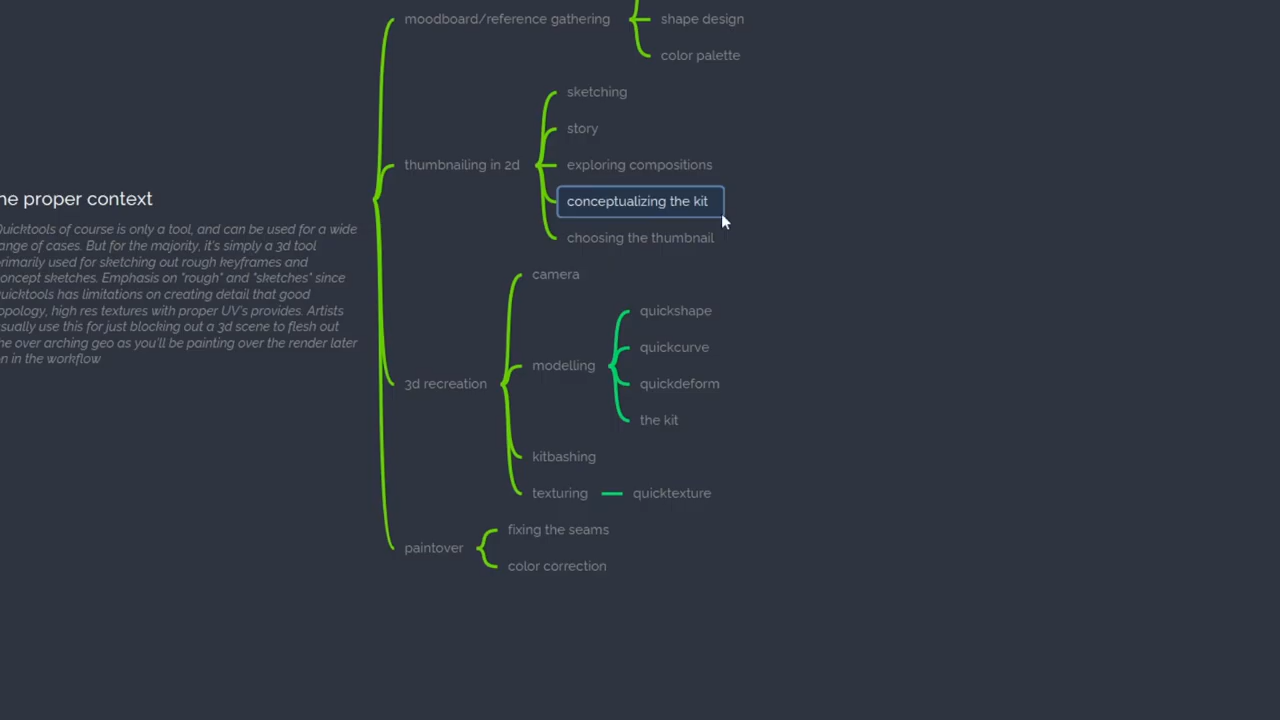 moodboard/reference gathering
shape design
color palette
thumbnailing in 2d
sketching
story
exploring compositions
conceptualizing the kit
choosing the thumbnail
he proper context
Quicktools of course is only a tool, and can be used for a wide
range of cases. But for the majority, it's simply a 3d tool
primarily used for sketching out rough keyframes and
concept sketches. Emphasis on "rough" and "sketches" since
quicktools has limitations on creating detail that good
topology, high res textures with proper UV's provides. Artists
usually use this for just blocking out a 3d scene to flesh out
the over arching geo as you'll be painting over the render later
on in the workflow
3d recreation
camera
modelling
quickshape
quickcurve
quickdeform
the kit
kitbashing
texturing
quicktexture
paintover
fixing the seams
color correction